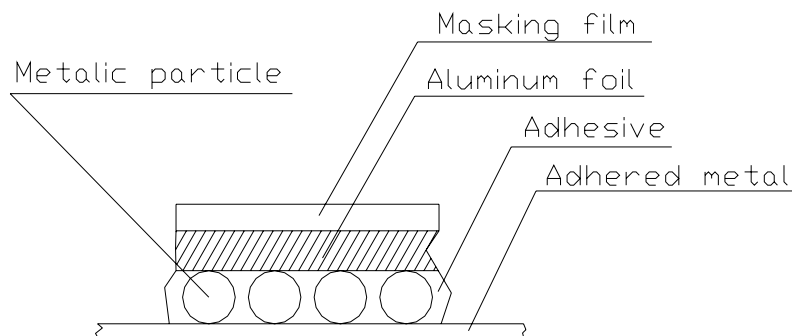 Masking film
Metalic particle
Aluminum foil
Adhesive
Adhered metal